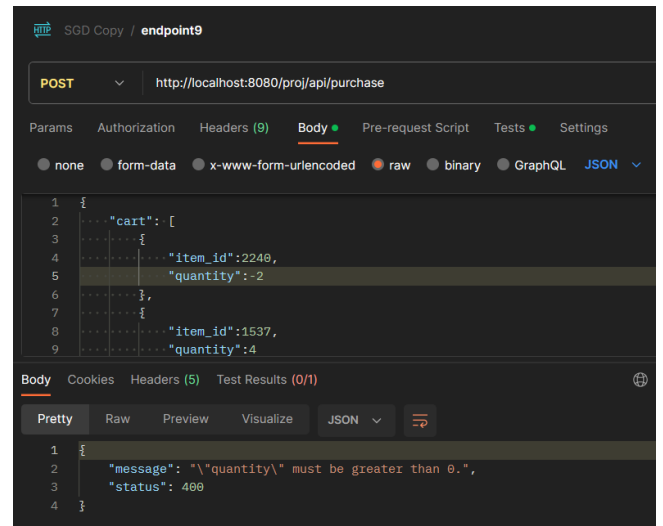 HTTP SGD Copy / endpoint9
POST http://localhost:8080/proj/api/purchase
Params Authorization Headers (9) Body Pre-request Script Tests Settings
none form-data x-www-form-urlencoded raw binary GraphQL JSON
1 {
2 "cart": [
3 {
4 "item_id":2240,
5 "quantity":-2
6 },
7 {
8 "item_id":1537,
9 "quantity":4
Body Cookies Headers (5) Test Results (0/1)
Pretty Raw Preview Visualize JSON
1 {
2 "message": "\"quantity\" must be greater than 0.",
3 "status": 400
4 }